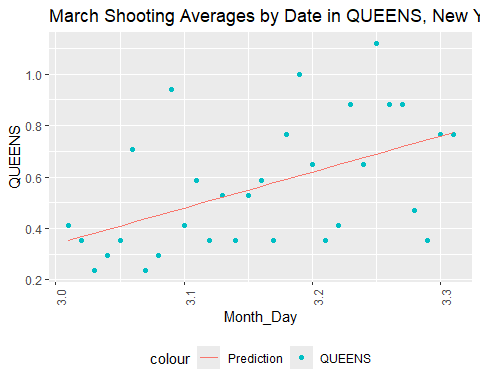 March Shooting Averages by Date in QUEENS, New Y
QUEENS
1.0
0.8
0.6
0.4
0.2
3.0
3.1
3.2
3.3
Month_Day
colour Prediction QUEENS